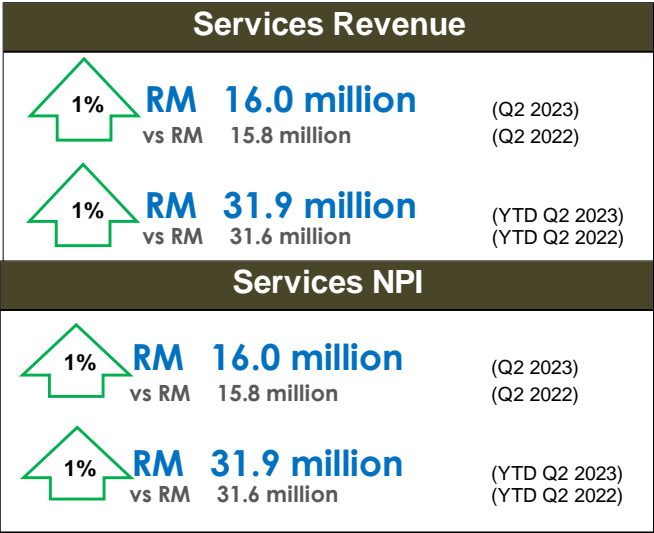 Services Revenue
1% RM 16.0 million (Q2 2023)
vs RM 15.8 million (Q2 2022)
1% RM 31.9 million (YTD Q2 2023)
vs RM 31.6 million (YTD Q2 2022)
Services NPI
1% RM 16.0 million (Q2 2023)
vs RM 15.8 million (Q2 2022)
1% RM 31.9 million (YTD Q2 2023)
vs RM 31.6 million (YTD Q2 2022)